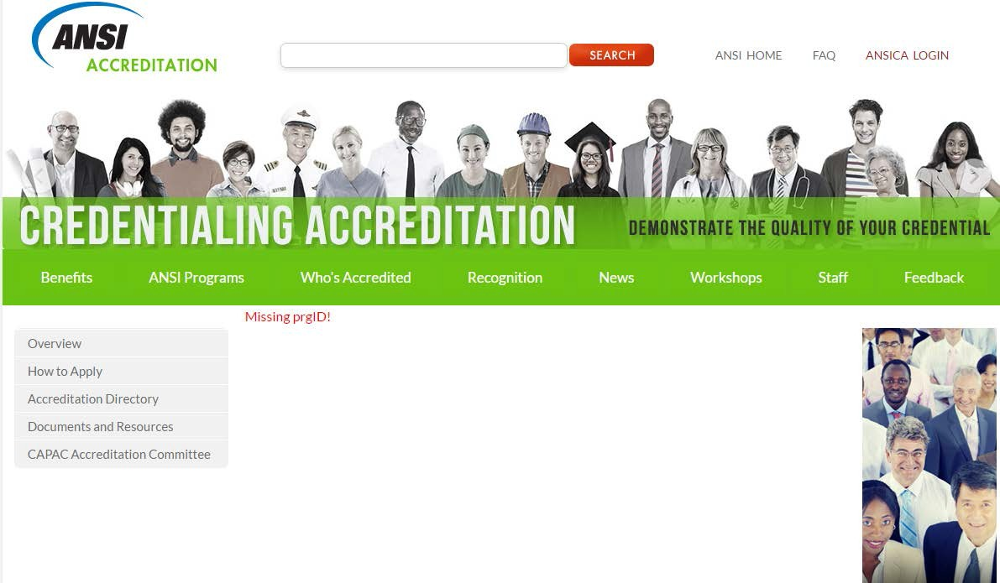 ANSI
ACCREDITATION
SEARCH
ANSI HOME
FAQ
ANSICA LOGIN
CREDENTIALING ACCREDITATION
DEMONSTRATE THE QUALITY OF YOUR CREDENTIAL
Benefits
ANSI Programs
Who's Accredited
Recognition
News
Workshops
Staff
Feedback
Missing prgID!
Overview
How to Apply
Accreditation Directory
Documents and Resources
CAPAC Accreditation Committee